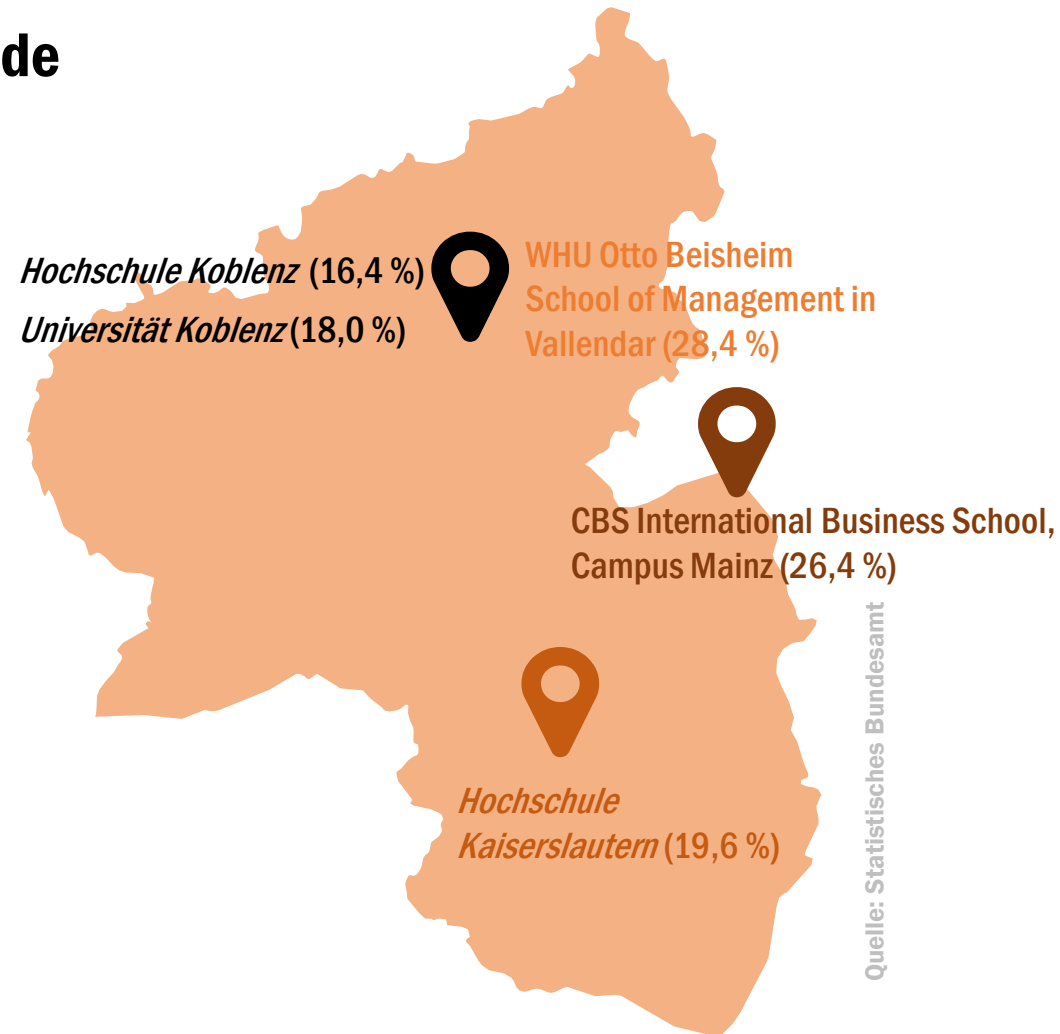 de
Hochschule Koblenz (16,4 %)
Universität Koblenz (18,0 %)
WHU Otto Beisheim
School of Management in
Vallendar (28,4 %)
CBS International Business School,
Campus Mainz (26,4 %)
Hochschule
Kaiserslautern (19,6 %)
Quelle: Statistisches Bundesamt